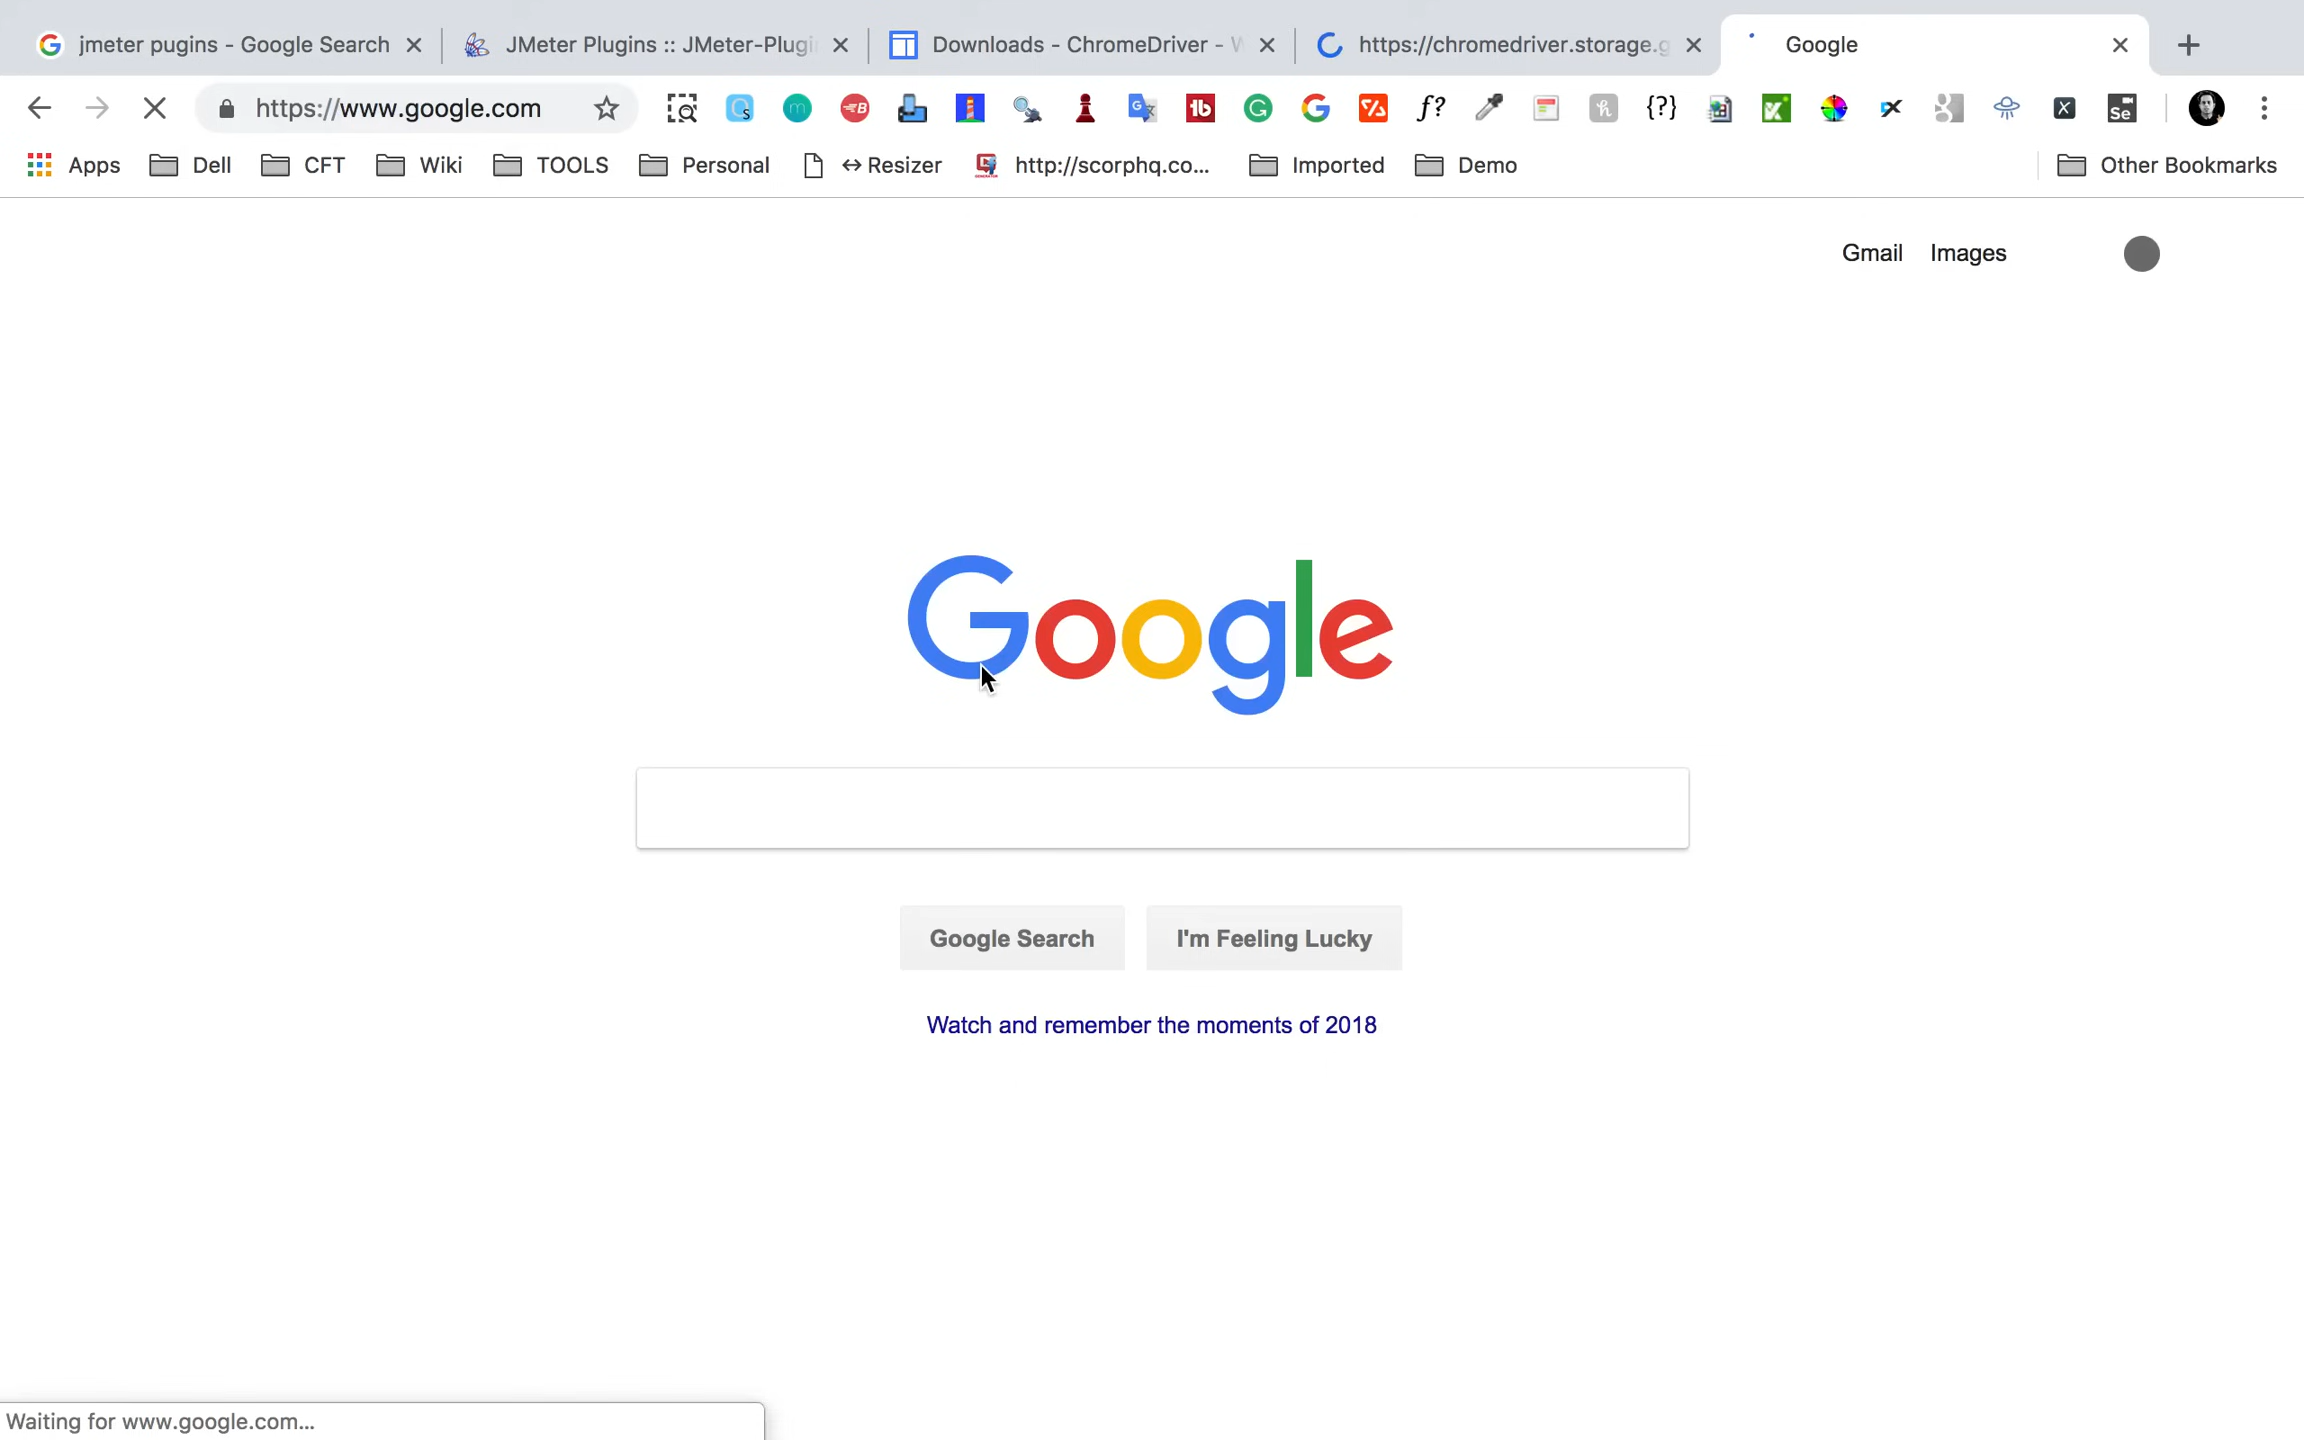 jmeter pugins - Google Search
JMeter Plugins :: JMeter-Plugi
Downloads - ChromeDriver - W
https://chromedriver.storage.g
Google
https://www.google.com
Apps
Dell
CFT
Wiki
TOOLS
Personal
↔ Resizer
http://scorphq.co...
Imported
Demo
Other Bookmarks
Gmail
Images
Google
Google Search
I'm Feeling Lucky
Watch and remember the moments of 2018
Waiting for www.google.com...